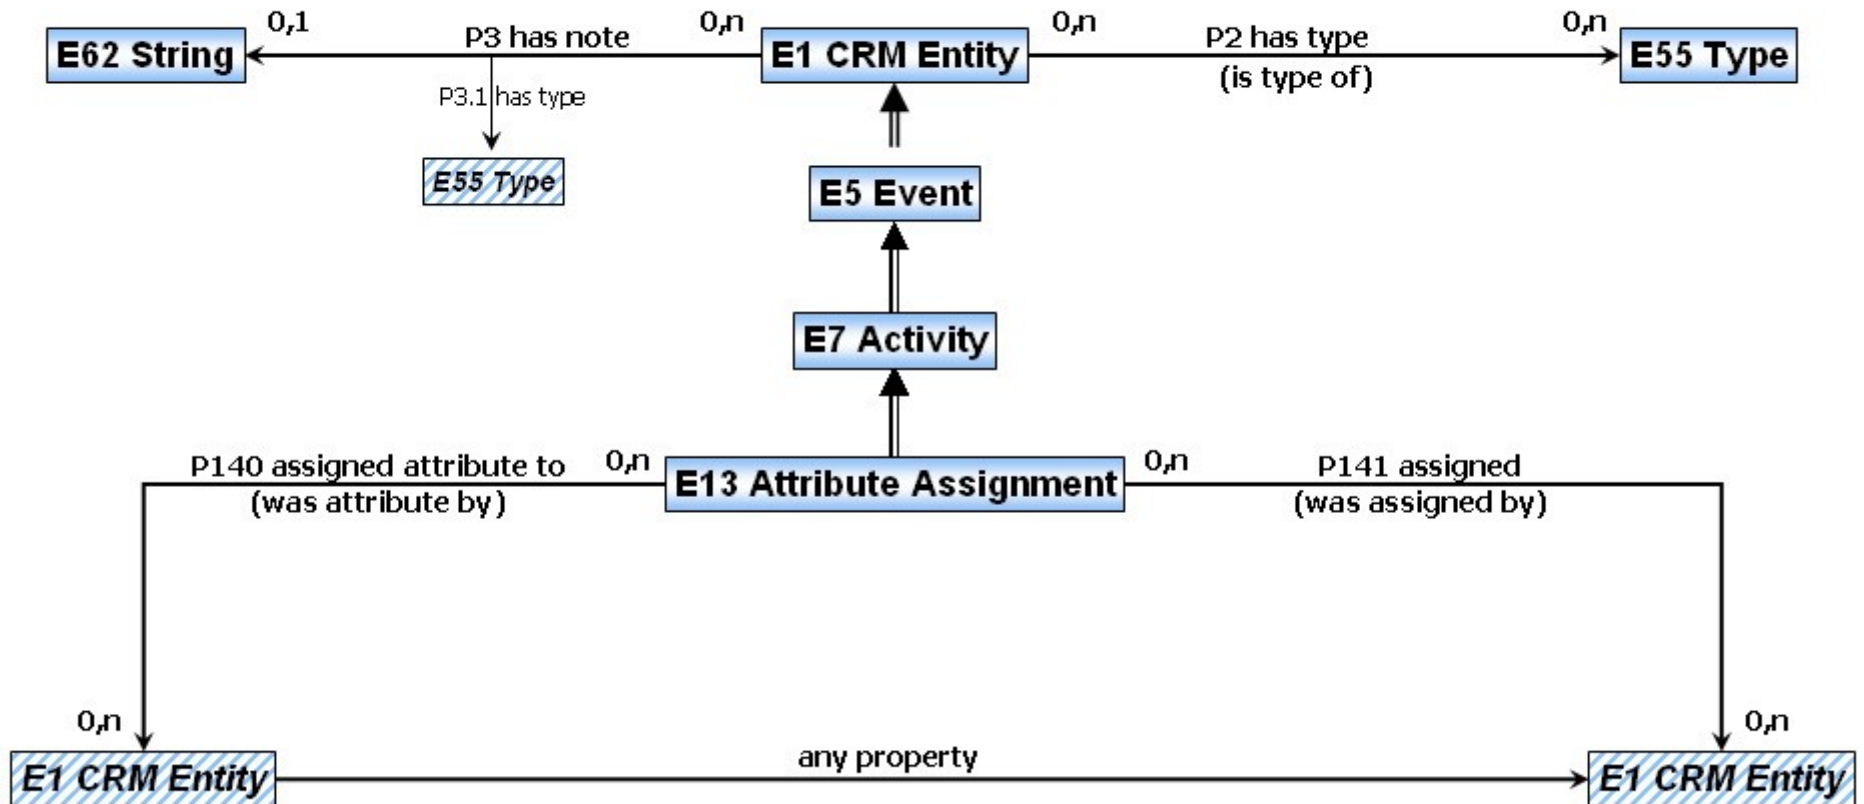 0,1
P3 has note
0,n
0,n
P2 has type
0,n
E62 String
E1 CRM Entity
(is type of)
E55 Type
P3.1 has type
E55 Type
E5 Event
E7 Activity
P140 assigned attribute to
0,n
0,n
P141 assigned
(was attribute by)
E13 Attribute Assignment
(was assigned by)
0,n
0,n
any property
E1 CRM Entity
E1 CRM Entity